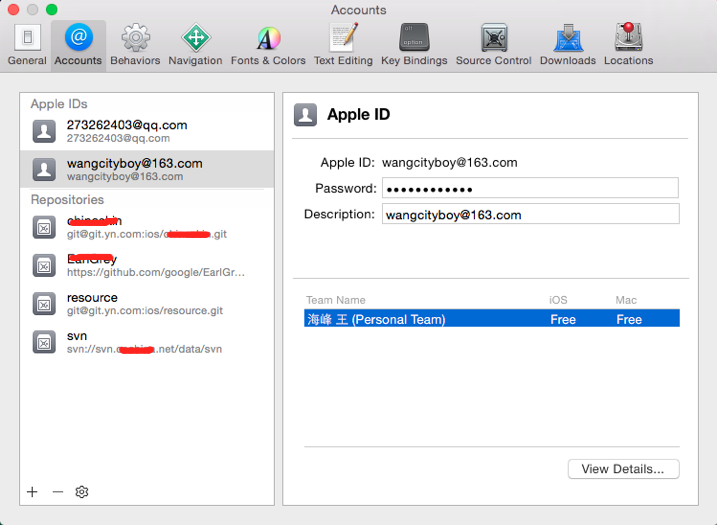 Accounts
General Accounts Behaviors Navigation Fonts & Colors Text Editing Key Bindings Source Control Downloads Locations
alt
option
Apple IDs
273262403@qq.com
273262403@qq.com
wangcityboy@163.com
wangcityboy@163.com
Repositories
git@git.yn.com:ios/ .git
EarlGrey
https://github.com/google/EarlGr...
resource
git@git.yn.com:ios/resource.git
svn
svn://svn. .net/data/svn
Apple ID
Apple ID: wangcityboy@163.com
Password: ●●●●●●●●●●●●
Description: wangcityboy@163.com
Team Name iOS Mac
海峰 王 (Personal Team) Free Free
View Details...